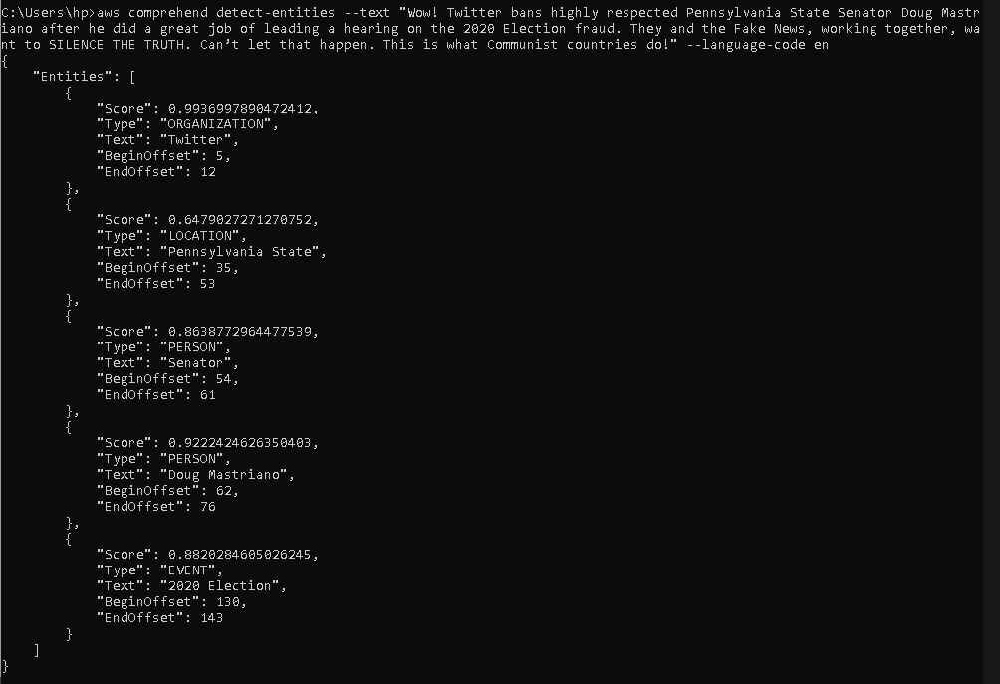 C:\Users\hp>aws comprehend detect-entities --text "Wow! Twitter bans highly respected Pennsylvania State Senator Doug Mastr
iano after he did a great job of leading a hearing on the 2020 Election fraud. They and the Fake News, working together, wa
nt to SILENCE THE TRUTH. Can’t let that happen. This is what Communist countries do!" --language-code en
{
    "Entities": [
        {
            "Score": 0.9936997890472412,
            "Type": "ORGANIZATION",
            "Text": "Twitter",
            "BeginOffset": 5,
            "EndOffset": 12
        },
        {
            "Score": 0.6479027271270752,
            "Type": "LOCATION",
            "Text": "Pennsylvania State",
            "BeginOffset": 35,
            "EndOffset": 53
        },
        {
            "Score": 0.8638772964477539,
            "Type": "PERSON",
            "Text": "Senator",
            "BeginOffset": 54,
            "EndOffset": 61
        },
        {
            "Score": 0.9222424626350403,
            "Type": "PERSON",
            "Text": "Doug Mastriano",
            "BeginOffset": 62,
            "EndOffset": 76
        },
        {
            "Score": 0.8820284605026245,
            "Type": "EVENT",
            "Text": "2020 Election",
            "BeginOffset": 130,
            "EndOffset": 143
        }
    ]
}